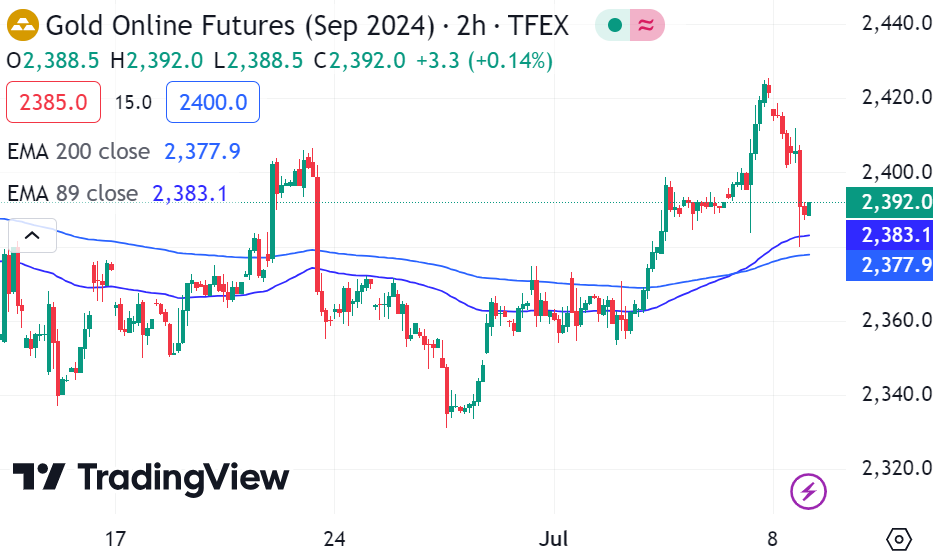 Gold Online Futures (Sep 2024) · 2h · TFEX
O2,388.5 H2,392.0 L2,388.5 C2,392.0 +3.3 (+0.14%)
2385.0 15.0 2400.0
EMA 200 close 2,377.9
EMA 89 close 2,383.1
2,440.0
2,420.0
2,400.0
2,392.0
2,383.1
2,377.9
2,360.0
2,340.0
2,320.0
TradingView
17 24 Jul 8